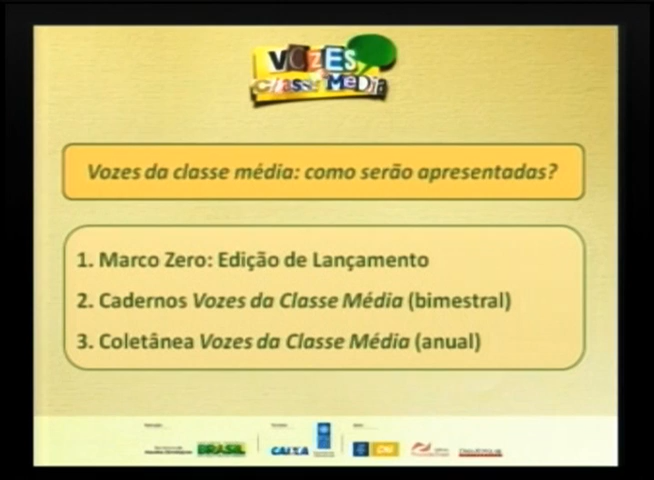 VOZES
Classe Média
Vozes da classe média: como serão apresentadas?
1. Marco Zero: Edição de Lançamento
2. Cadernos Vozes da Classe Média (bimestral)
3. Coletânea Vozes da Classe Média (anual)
BRASIL
CAIXA
CNI